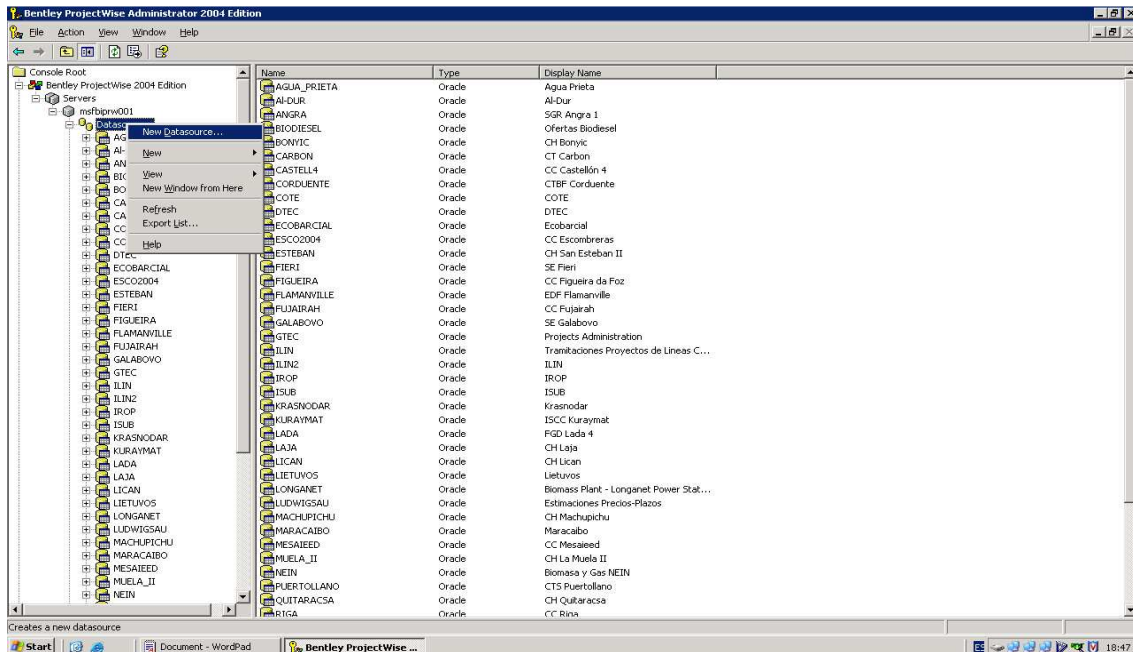 Bentley ProjectWise Administrator 2004 Edition
File Action View Window Help
Console Root
Bentley ProjectWise 2004 Edition
Servers
msfbiprw001
Dataso
AG
Al-
AN
BIO
BO
CA
CA
CO
CO
DTEC
ECOBARCIAL
ESCO2004
ESTEBAN
FIERI
FIGUEIRA
FLAMANVILLE
FUJAIRAH
GALABOVO
GTEC
ILIN
ILIN2
IROP
ISUB
KRASNODAR
KURAYMAT
LADA
LAJA
LICAN
LIETUVOS
LONGANET
LUDWIGSAU
MACHUPICHU
MARACAIBO
MESAIEED
MUELA_II
NEIN
New Datasource...
New
View
New Window from Here
Refresh
Export List...
Help
Name Type Display Name
AGUA_PRIETA Oracle Agua Prieta
Al-DUR Oracle Al-Dur
ANGRA Oracle SGR Angra 1
BIODIESEL Oracle Ofertas Biodiesel
BONYIC Oracle CH Bonyic
CARBON Oracle CT Carbon
CASTELL4 Oracle CC Castellón 4
CORDUENTE Oracle CTBF Corduente
COTE Oracle COTE
DTEC Oracle DTEC
ECOBARCIAL Oracle Ecobarcial
ESCO2004 Oracle CC Escombreras
ESTEBAN Oracle CH San Esteban II
FIERI Oracle SE Fieri
FIGUEIRA Oracle CC Figueira da Foz
FLAMANVILLE Oracle EDF Flamanville
FUJAIRAH Oracle CC Fujairah
GALABOVO Oracle SE Galabovo
GTEC Oracle Projects Administration
ILIN Oracle Tramitaciones Proyectos de Lineas C...
ILIN2 Oracle ILIN
IROP Oracle IROP
ISUB Oracle ISUB
KRASNODAR Oracle Krasnodar
KURAYMAT Oracle ISCC Kuraymat
LADA Oracle FGD Lada 4
LAJA Oracle CH Laja
LICAN Oracle CH Lican
LIETUVOS Oracle Lietuvos
LONGANET Oracle Biomass Plant - Longanet Power Stat...
LUDWIGSAU Oracle Estimaciones Precios-Plazos
MACHUPICHU Oracle CH Machupichu
MARACAIBO Oracle Maracaibo
MESAIEED Oracle CC Mesaieed
MUELA_II Oracle CH La Muela II
NEIN Oracle Biomasa y Gas NEIN
PUERTOLLANO Oracle CTS Puertollano
QUITARACSA Oracle CH Quitaracsa
RIGA Oracle CC Riga
Creates a new datasource
Start Document - WordPad Bentley ProjectWise ... ES 18:47